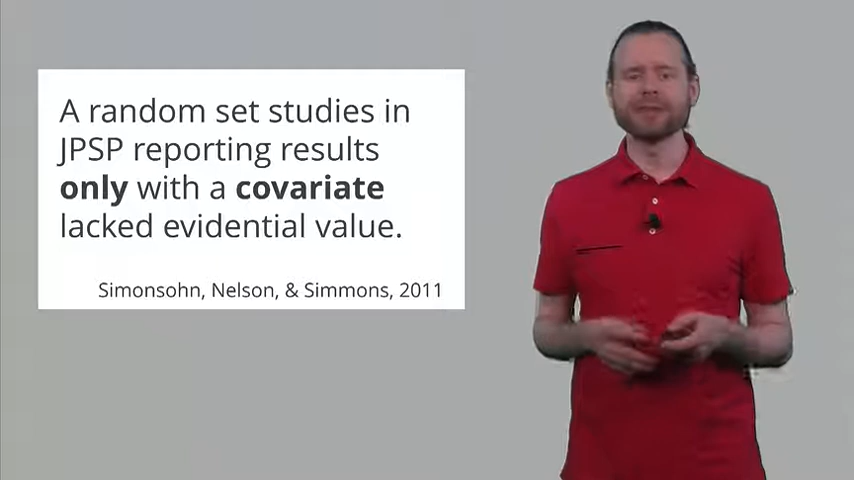 A random set studies in
JPSP reporting results
only with a covariate
lacked evidential value.
Simonsohn, Nelson, & Simmons, 2011